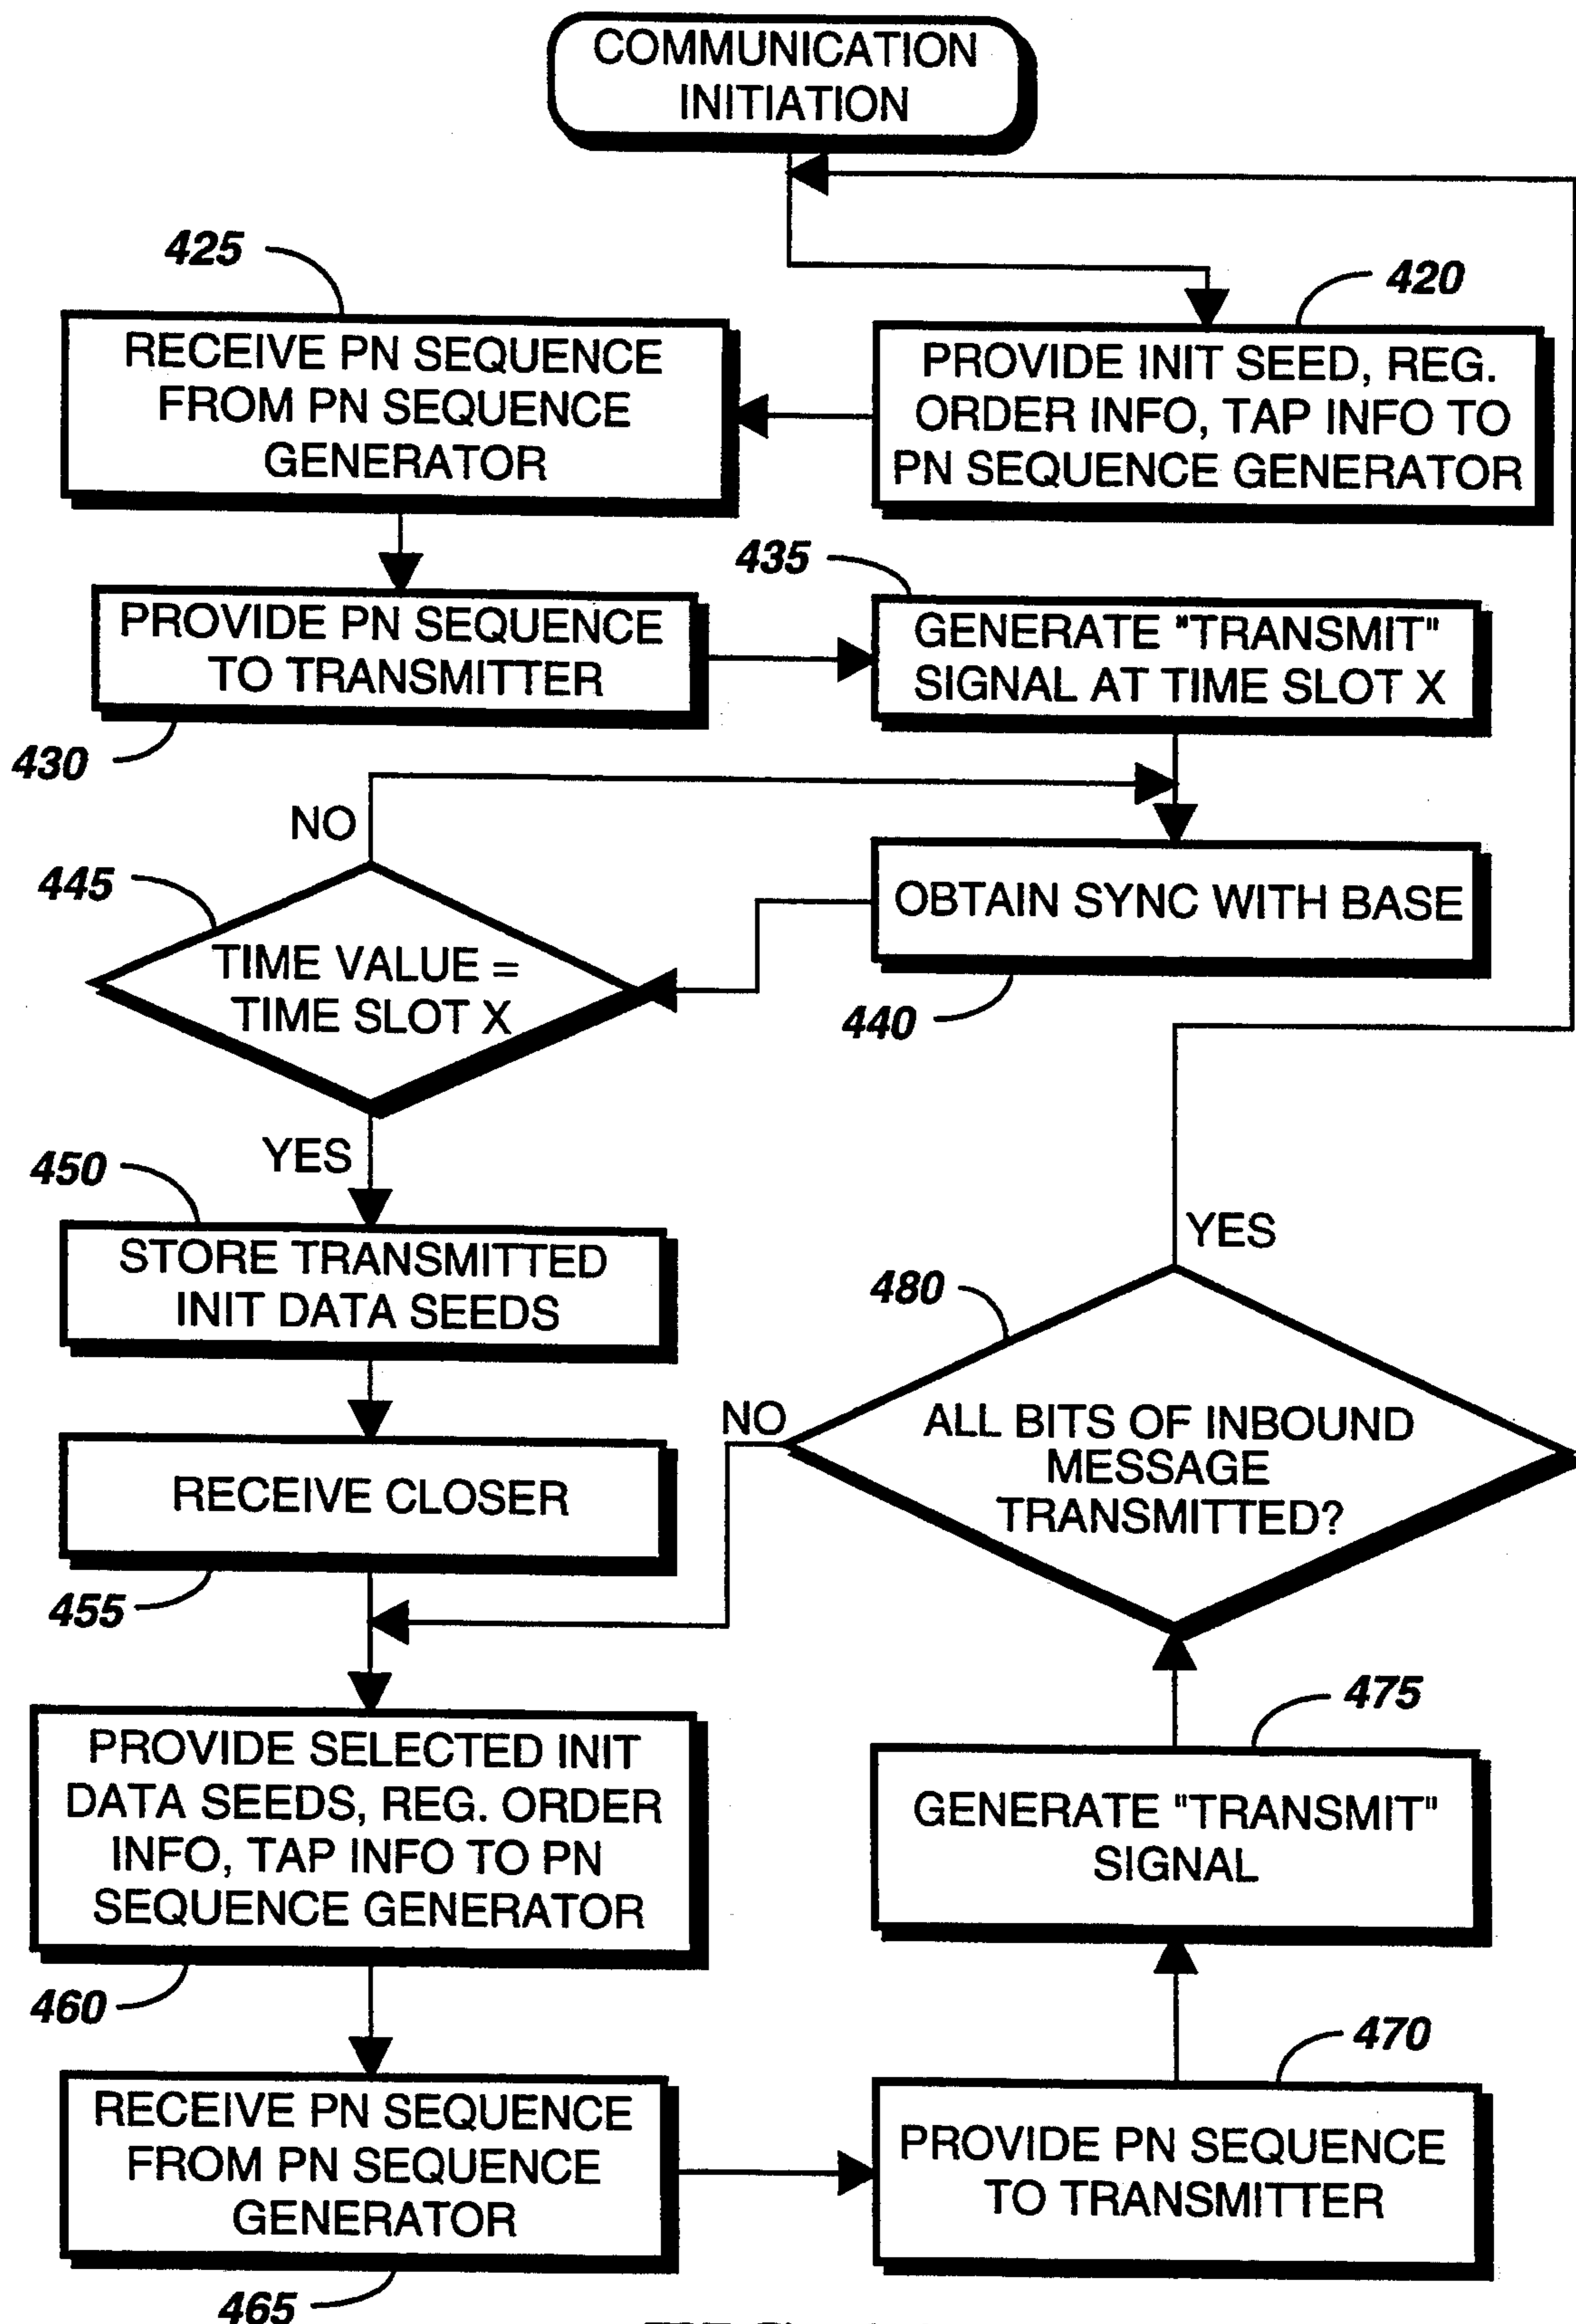 COMMUNICATION
INITIATION
425
420
RECEIVE PN SEQUENCE
FROM PN SEQUENCE
GENERATOR
PROVIDE INIT SEED, REG.
ORDER INFO, TAP INFO TO
PN SEQUENCE GENERATOR
435
PROVIDE PN SEQUENCE
TO TRANSMITTER
430
GENERATE "TRANSMIT"
SIGNAL AT TIME SLOT X
NO
445
TIME VALUE =
TIME SLOT X
OBTAIN SYNC WITH BASE
440
YES
450
STORE TRANSMITTED
INIT DATA SEEDS
YES
480
RECEIVE CLOSER
455
NO
ALL BITS OF INBOUND
MESSAGE
TRANSMITTED?
475
PROVIDE SELECTED INIT
DATA SEEDS, REG. ORDER
INFO, TAP INFO TO PN
SEQUENCE GENERATOR
460
GENERATE "TRANSMIT"
SIGNAL
470
RECEIVE PN SEQUENCE
FROM PN SEQUENCE
GENERATOR
465
PROVIDE PN SEQUENCE
TO TRANSMITTER